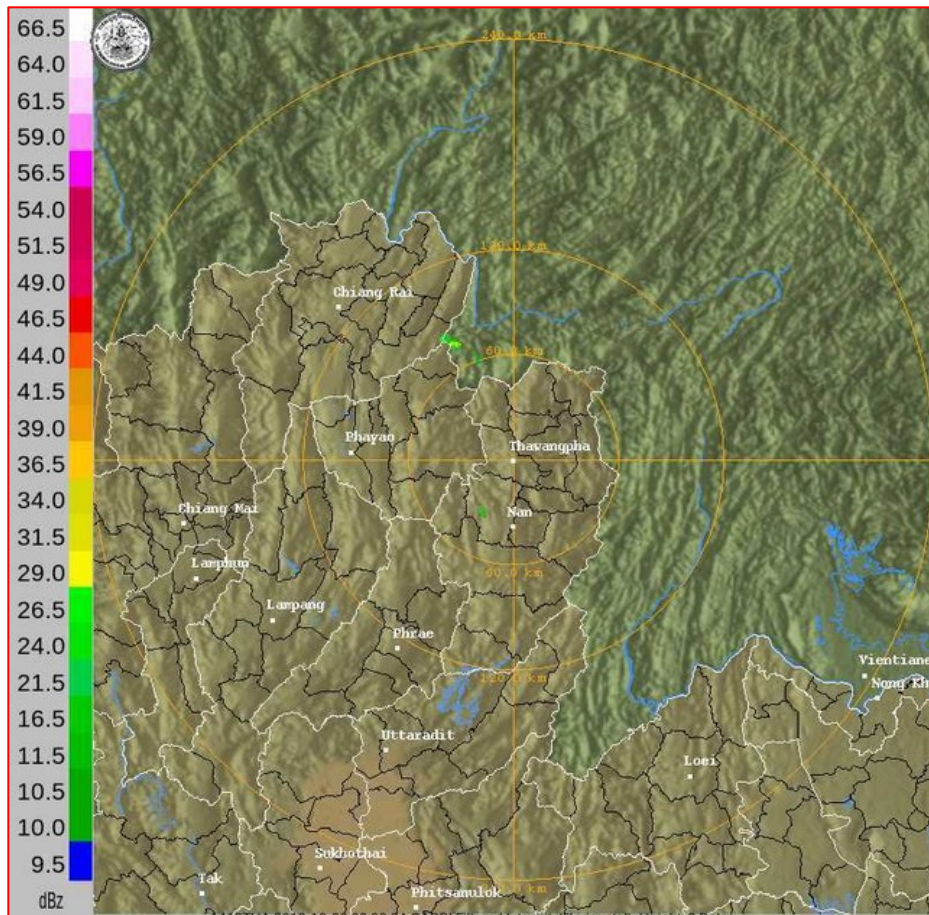 66.5
64.0
61.5
59.0
56.5
54.0
51.5
49.0
46.5
44.0
41.5
39.0
36.5
34.0
31.5
29.0
26.5
24.0
21.5
16.5
11.5
10.5
10.0
9.5
dBz
240.0 km
120.0 km
Chiang Rai
60.0 km
Phayao
Thavangpha
Chiang Mai
Nan
Lamphun
60.0 km
Lampang
Phrae
Vientiane
120.0 km
Nong Kh
Uttaradit
Loei
Sukhothai
Tak
Phitsanulok